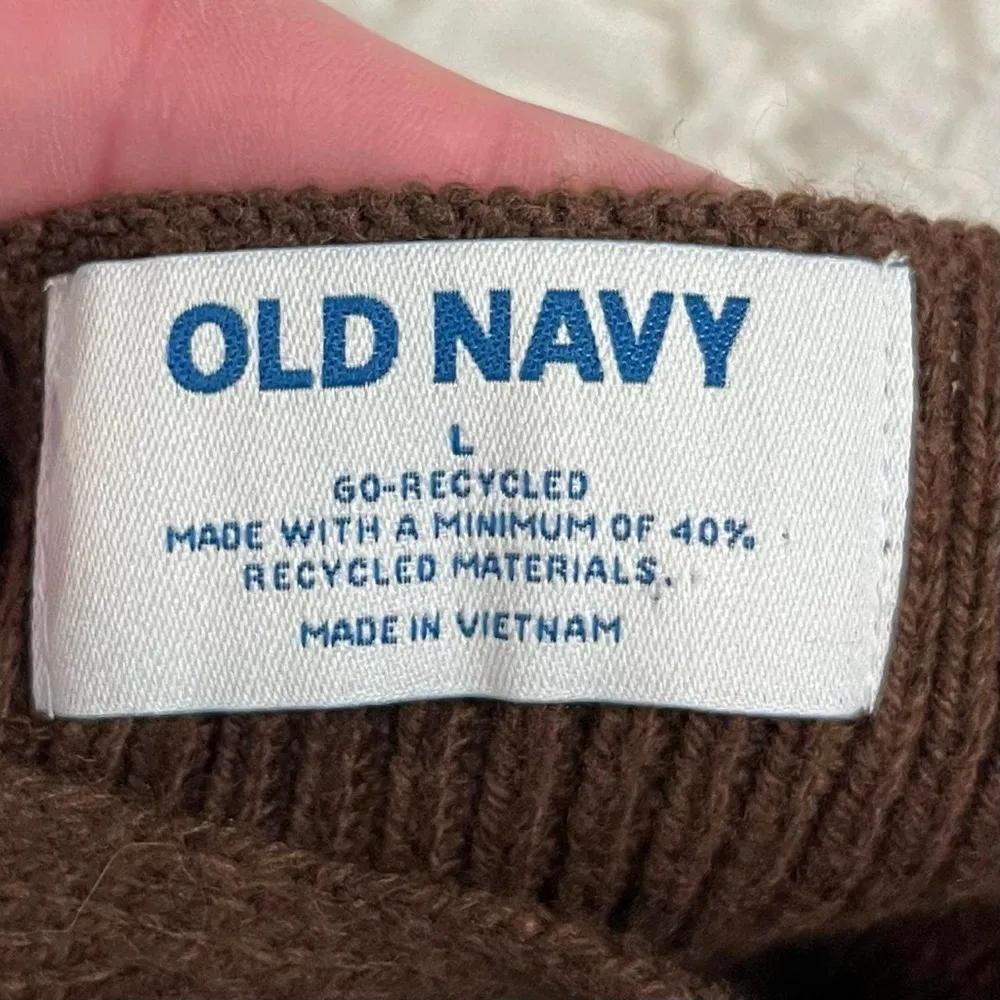 OLD NAVY
L
GO-RECYCLED
MADE WITH A MINIMUM OF 40%
RECYCLED MATERIALS.
MADE IN VIETNAM